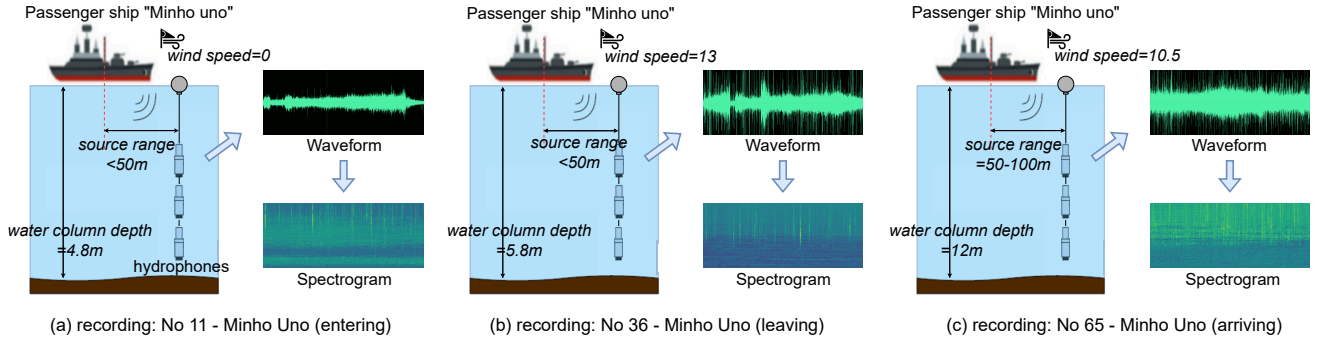 Passenger ship "Minho uno"
wind speed=0
source range
<50m
Waveform
water column depth
=4.8m
hydrophones
Spectrogram
(a) recording: No 11 - Minho Uno (entering)
Passenger ship "Minho uno"
wind speed=13
source range
<50m
Waveform
water column depth
=5.8m
Spectrogram
(b) recording: No 36 - Minho Uno (leaving)
Passenger ship "Minho uno"
wind speed=10.5
source range
=50-100m
Waveform
water column depth
=12m
Spectrogram
(c) recording: No 65 - Minho Uno (arriving)